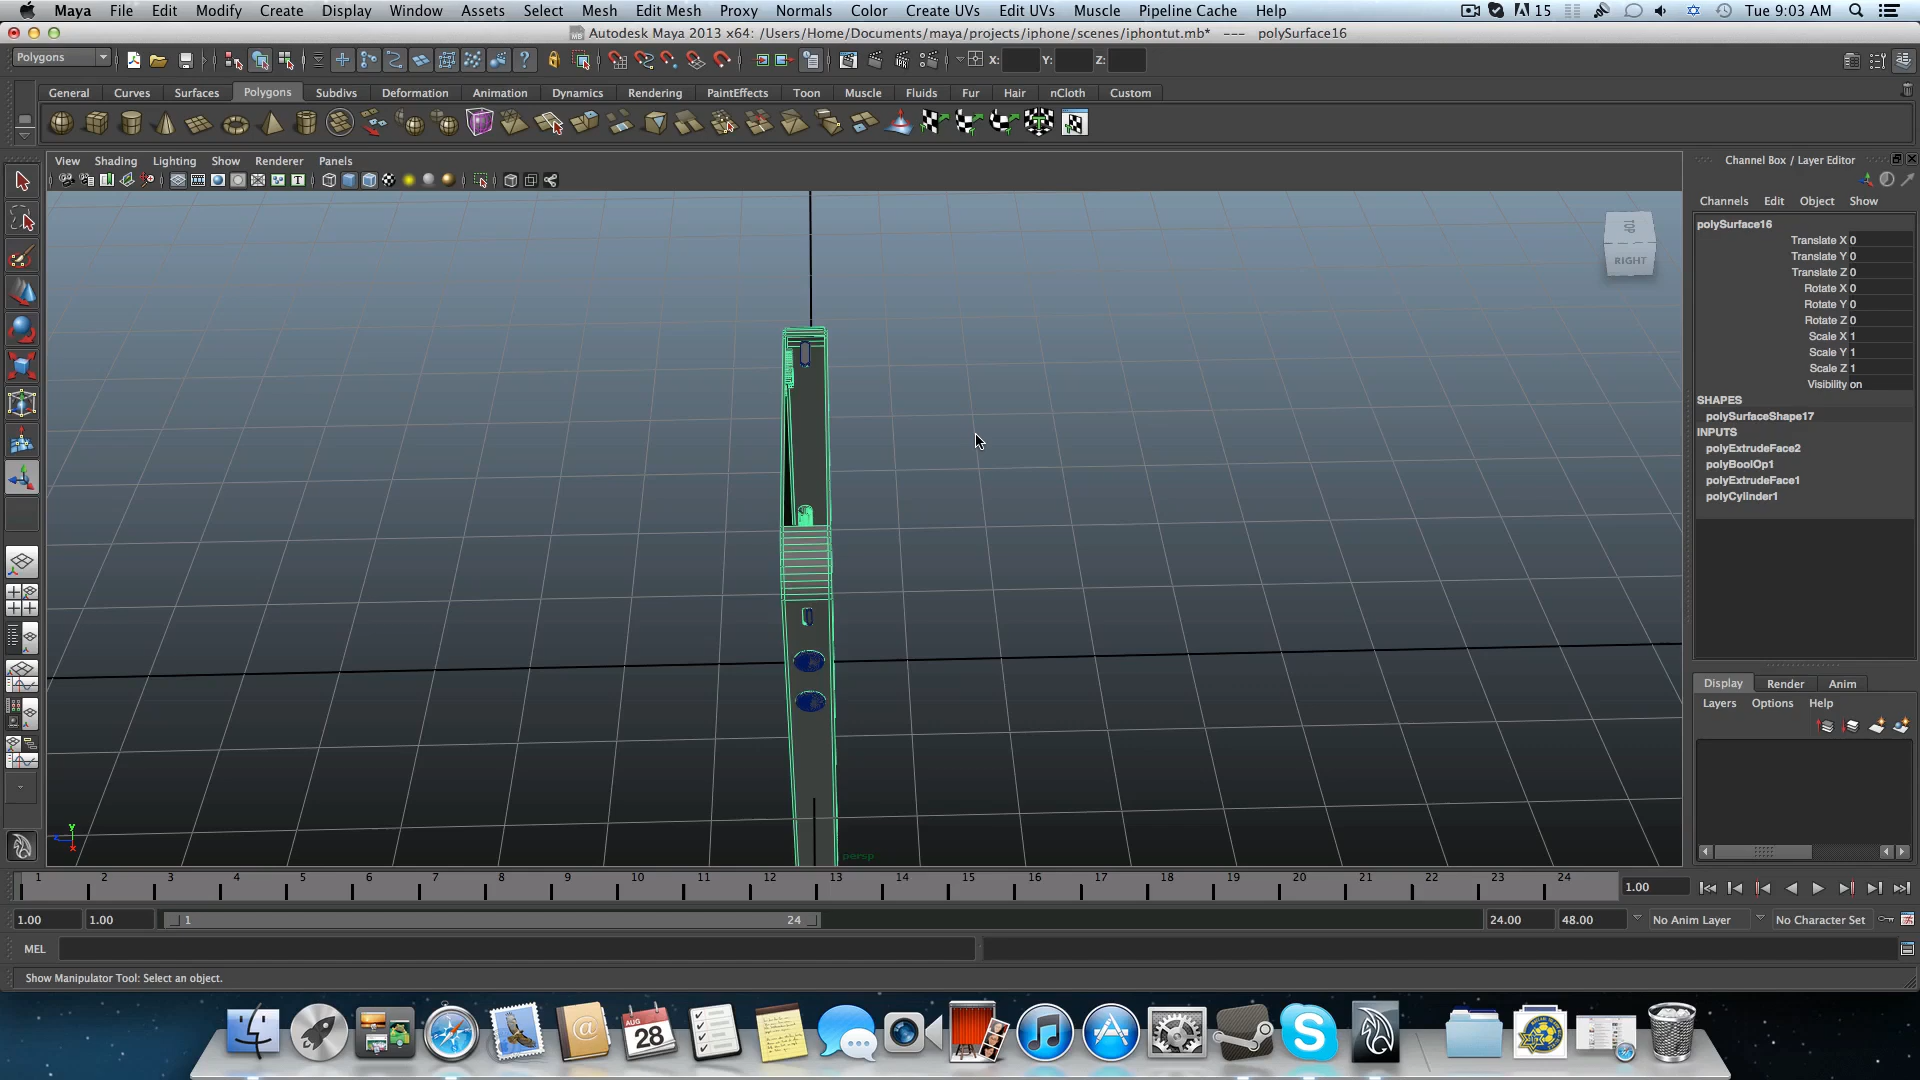 Maya File Edit Modify Create Display Window Assets Select Mesh Edit Mesh Proxy Normals Color Create UVs Edit UVs Muscle Pipeline Cache Help 15 Tue 9:03 AM
Autodesk Maya 2013 x64: /Users/Home/Documents/maya/projects/iphone/scenes/iphontut.mb* --- polySurface16
Polygons X: Y: Z:
General Curves Surfaces Polygons Subdivs Deformation Animation Dynamics Rendering PaintEffects Toon Muscle Fluids Fur Hair nCloth Custom
View Shading Lighting Show Renderer Panels
Channel Box / Layer Editor
Channels Edit Object Show
polySurface16
Translate X 0
Translate Y 0
Translate Z 0
Rotate X 0
Rotate Y 0
Rotate Z 0
Scale X 1
Scale Y 1
Scale Z 1
Visibility on
SHAPES
polySurfaceShape17
INPUTS
polyExtrudeFace2
polyBoolOp1
polyExtrudeFace1
polyCylinder1
TOP
RIGHT
y
x
persp
Display Render Anim
Layers Options Help
1 2 3 4 5 6 7 8 9 10 11 12 13 14 15 16 17 18 19 20 21 22 23 24 1.00
1.00 1.00 1 24 24.00 48.00 No Anim Layer No Character Set
MEL
Show Manipulator Tool: Select an object.
AUG
28